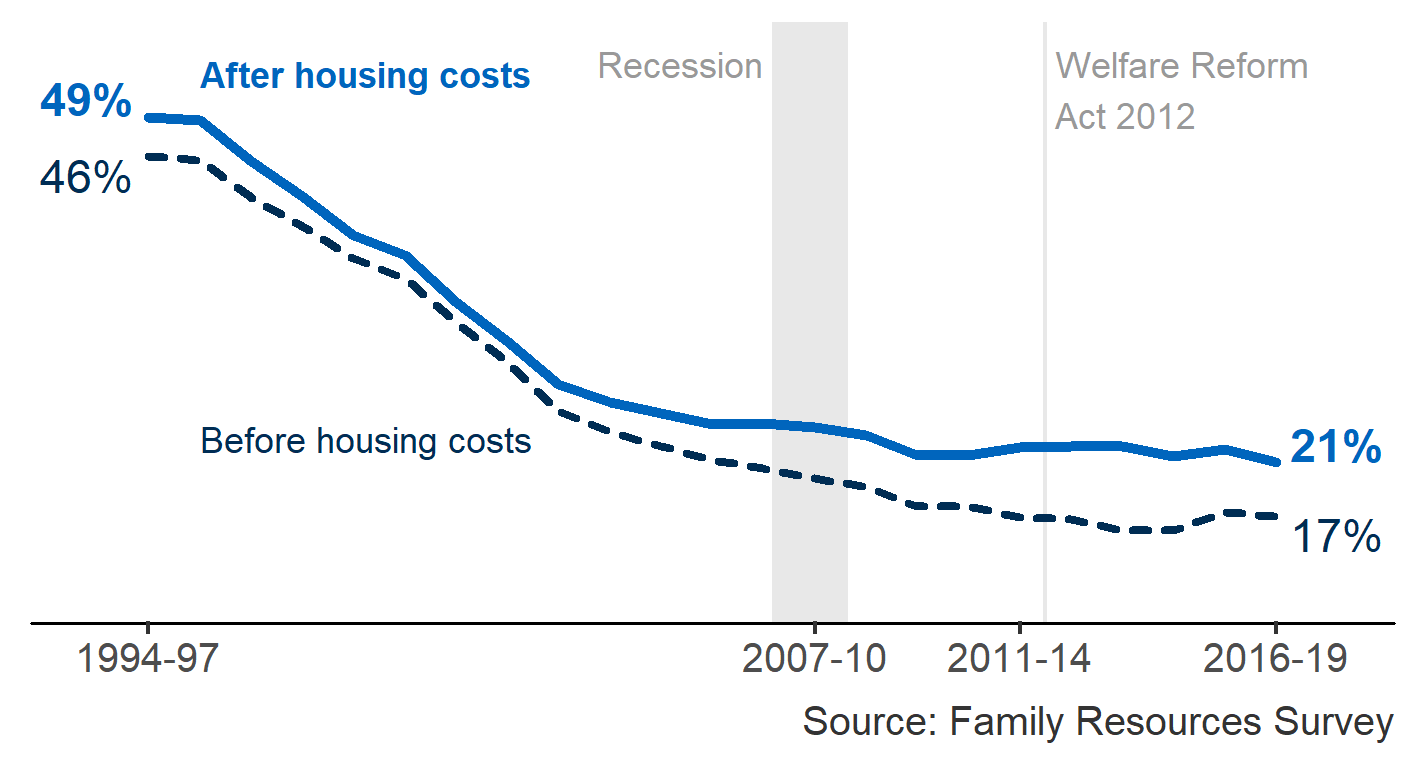 After housing costs
Recession
Welfare Reform
Act 2012
49%
46%
Before housing costs
21%
17%
1994-97
2007-10
2011-14
2016-19
Source: Family Resources Survey